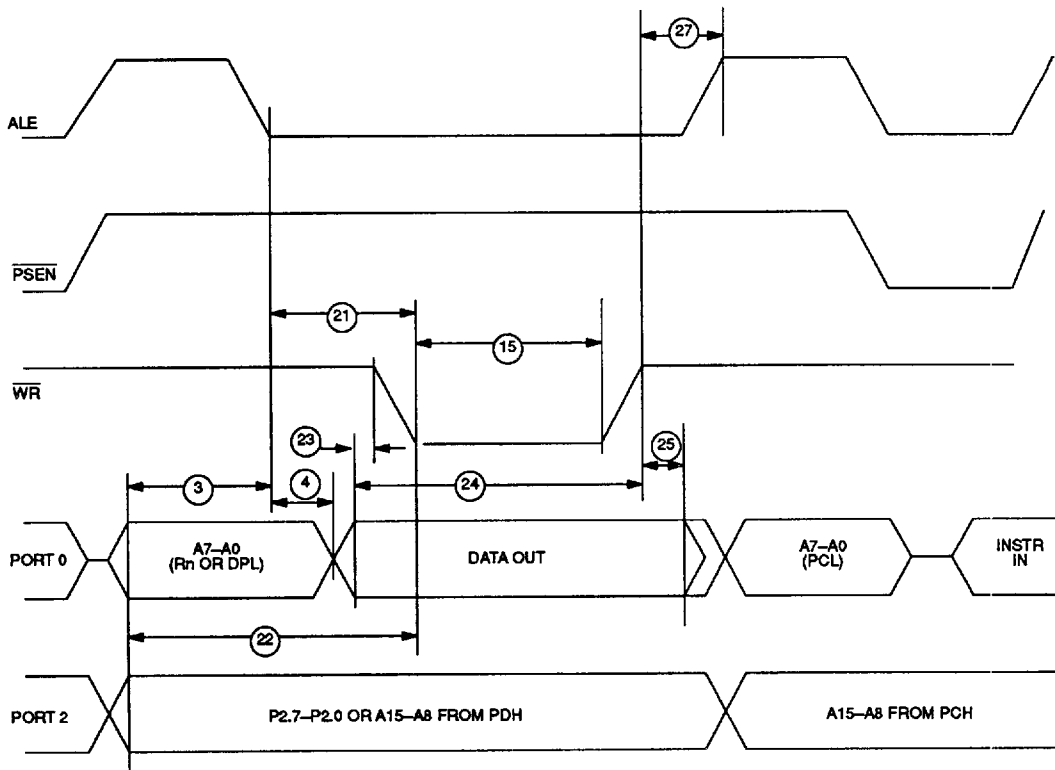 27
ALE
PSEN
21
15
WR
23
25
3
4
24
PORT 0
A7–A0
(Rn OR DPL)
DATA OUT
A7–A0
(PCL)
INSTR
IN
22
PORT 2
P2.7–P2.0 OR A15–A8 FROM PDH
A15–A8 FROM PCH